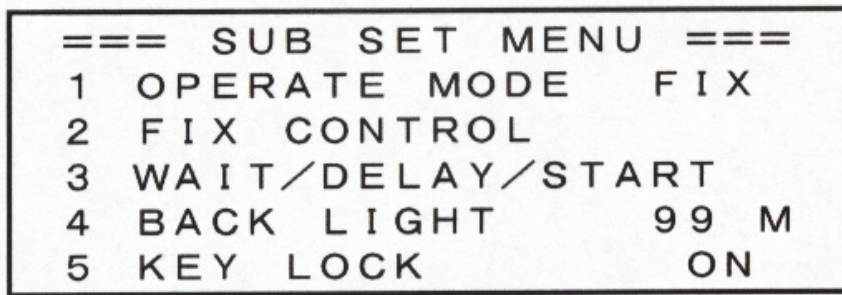 === SUB SET MENU ===
1 OPERATE MODE FIX
2 FIX CONTROL
3 WAIT/DELAY/START
4 BACK LIGHT 99 M
5 KEY LOCK ON